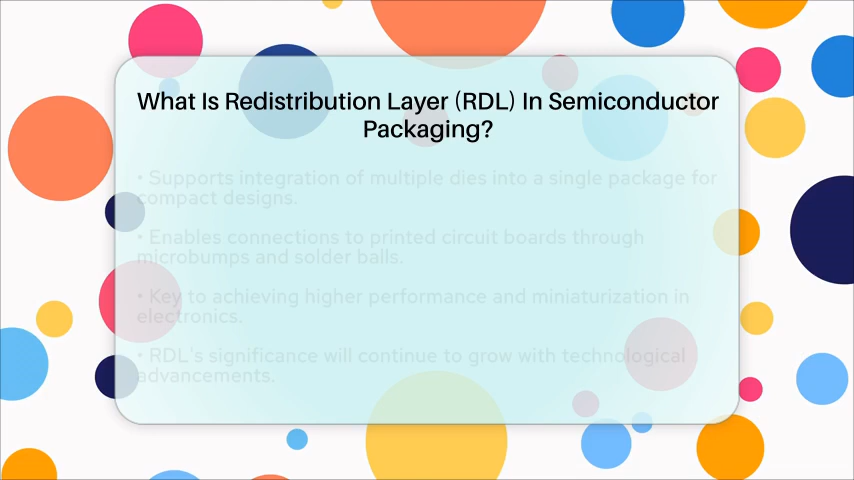 What Is Redistribution Layer (RDL) In Semiconductor
Packaging?
• Supports integration of multiple dies into a single package for
compact designs.
• Enables connections to printed circuit boards through
microbumps and solder balls.
• Key to achieving higher performance and miniaturization in
electronics.
• RDL's significance will continue to grow with technological
advancements.